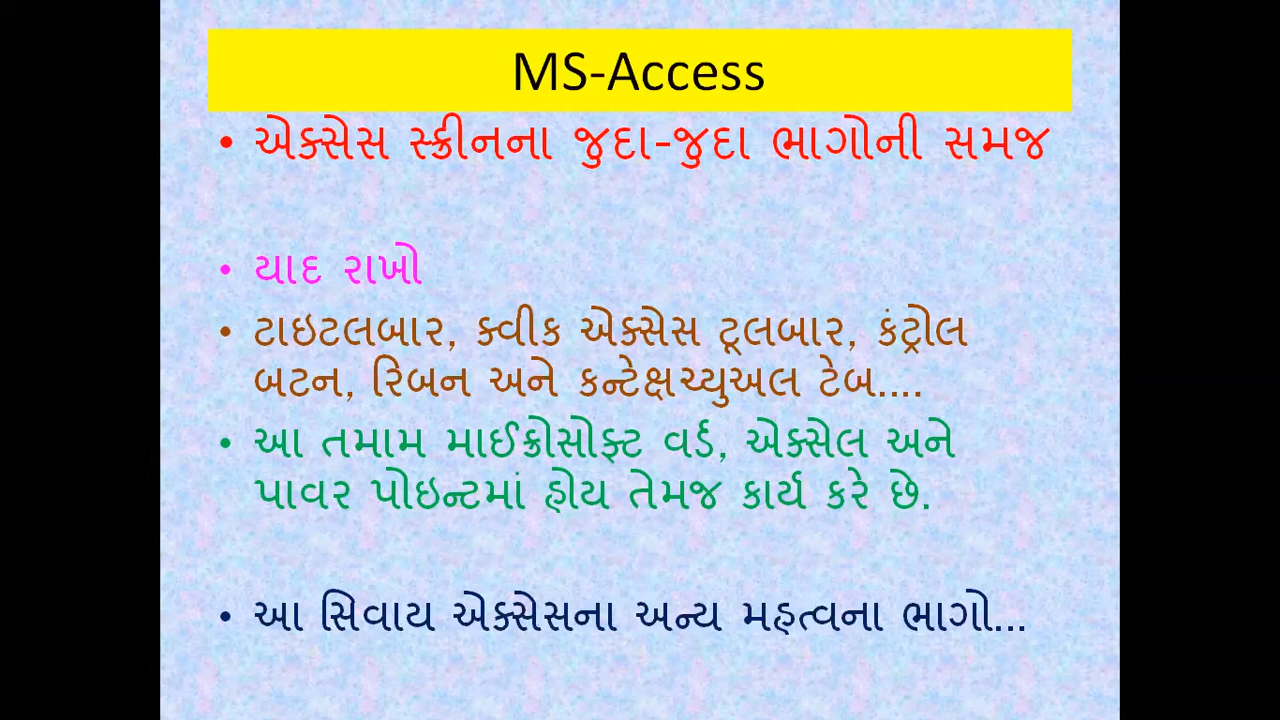 MS-Access
• એક્સેસ સ્ક્રીનના જુદા-જુદા ભાગોની સમજ
• યાદ રાખો
• ટાઇટલબાર, ક્વીક એક્સેસ ટૂલબાર, કંટ્રોલ
બટન, રિબન અને કન્ટેક્ષચ્યુઅલ ટેબ....
• આ તમામ માઈક્રોસોફ્ટ વર્ડ, એક્સેલ અને
પાવર પોઇન્ટમાં હોય તેમજ કાર્ય કરે છે.
• આ સિવાય એક્સેસના અન્ય મહત્વના ભાગો...